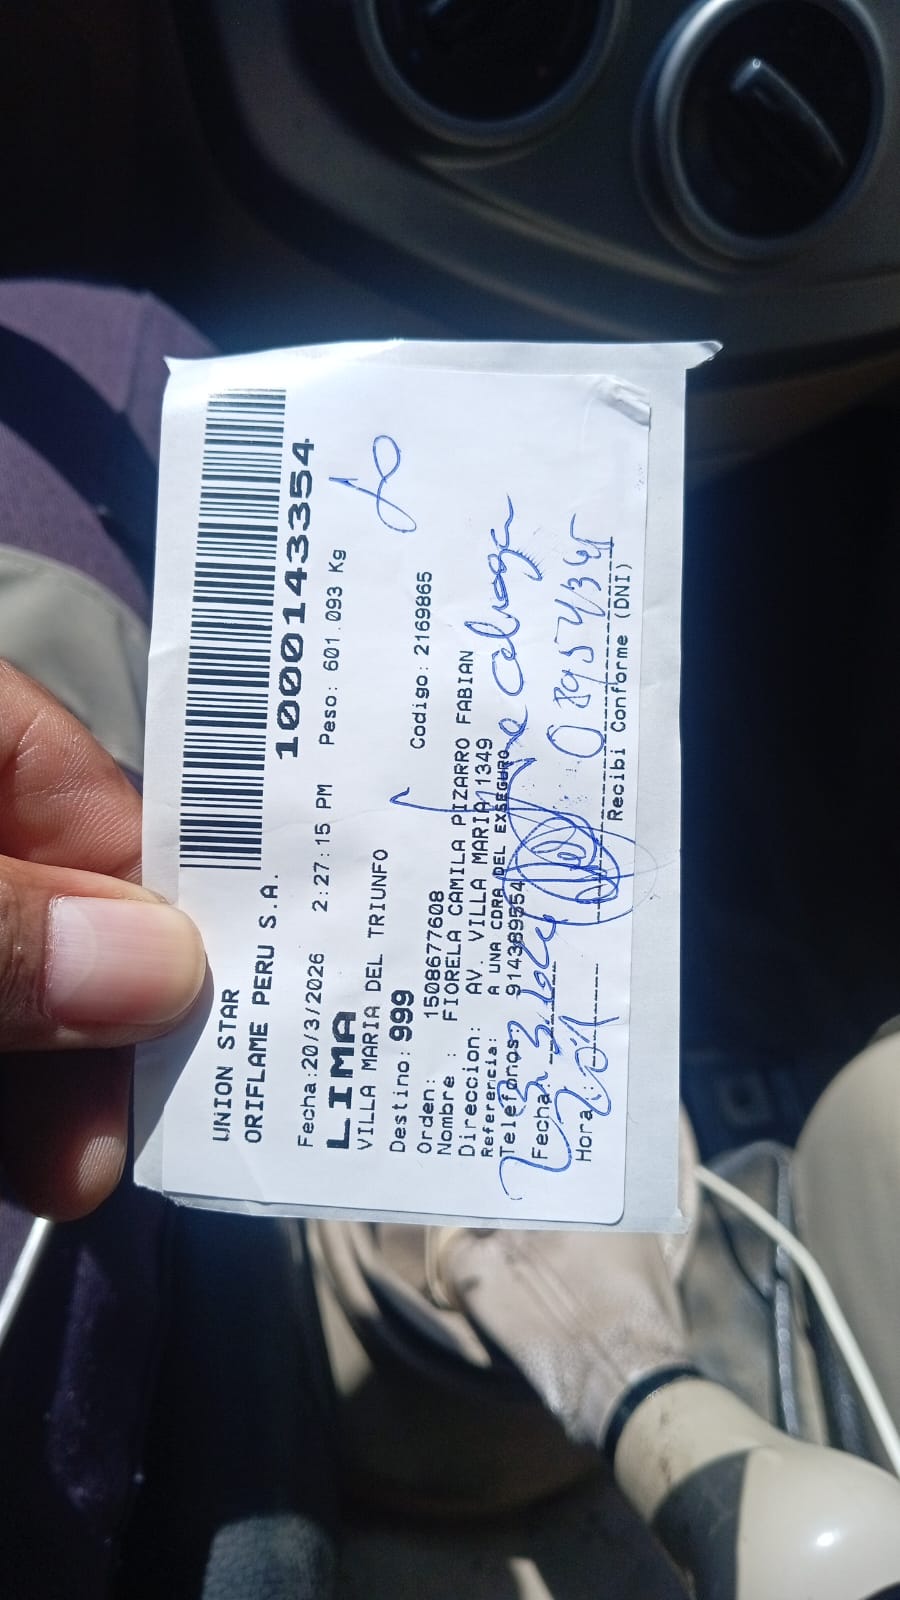 UNION STAR
ORIFLAME PERU S.A.
10001433354
Fecha:20/3/2026 2:27:15 PM Peso: 601.093 Kg
LIMA
VILLA MARIA DEL TRIUNFO
Destino: 999
Orden: 1508677608 Codigo: 2169865
Nombre : FIORELA CAMILA PIZARRO FABIAN
Direccion: AV. VILLA MARIA 1349
Referencia: A UNA CDRA DEL EXSEGURO
Telefonos: 914389554
Fecha:
Hora:
Recibi Conforme (DNI)